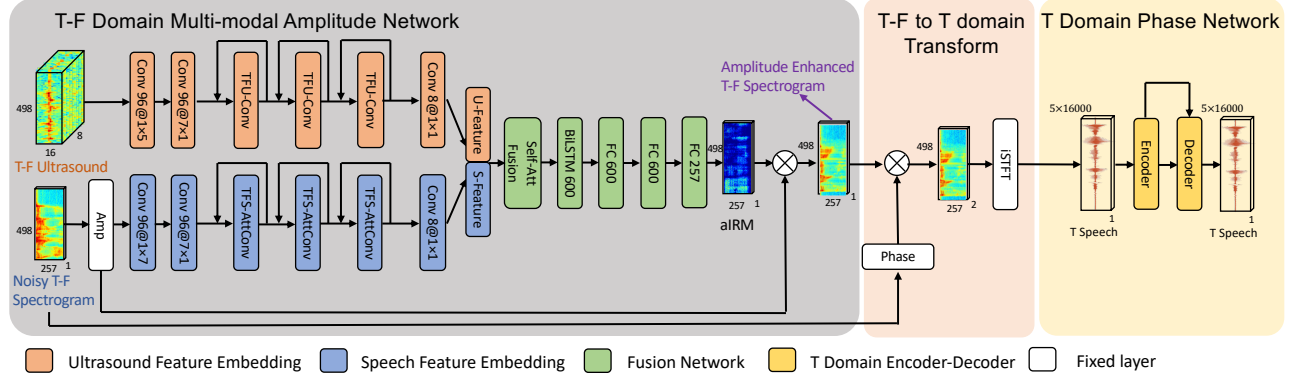 T-F Domain Multi-modal Amplitude Network
T-F to T domain
Transform
T Domain Phase Network
498
16
8
T-F Ultrasound
Conv 96@1×5
Conv 96@7×1
TFU-Conv
TFU-Conv
TFU-Conv
Conv 8@1×1
U-Feature
S-Feature
498
257
1
Noisy T-F
Spectrogram
Amp
Conv 96@1×7
Conv 96@7×1
TFS-AttConv
TFS-AttConv
TFS-AttConv
Conv 8@1×1
Self-Att
Fusion
BiLSTM 600
FC 600
FC 600
FC 257
498
257
1
aIRM
Amplitude Enhanced
T-F Spectrogram
498
257
1
Phase
498
257
2
iSTFT
5×16000
1
T Speech
Encoder
Decoder
5×16000
1
T Speech
Ultrasound Feature Embedding
Speech Feature Embedding
Fusion Network
T Domain Encoder-Decoder
Fixed layer